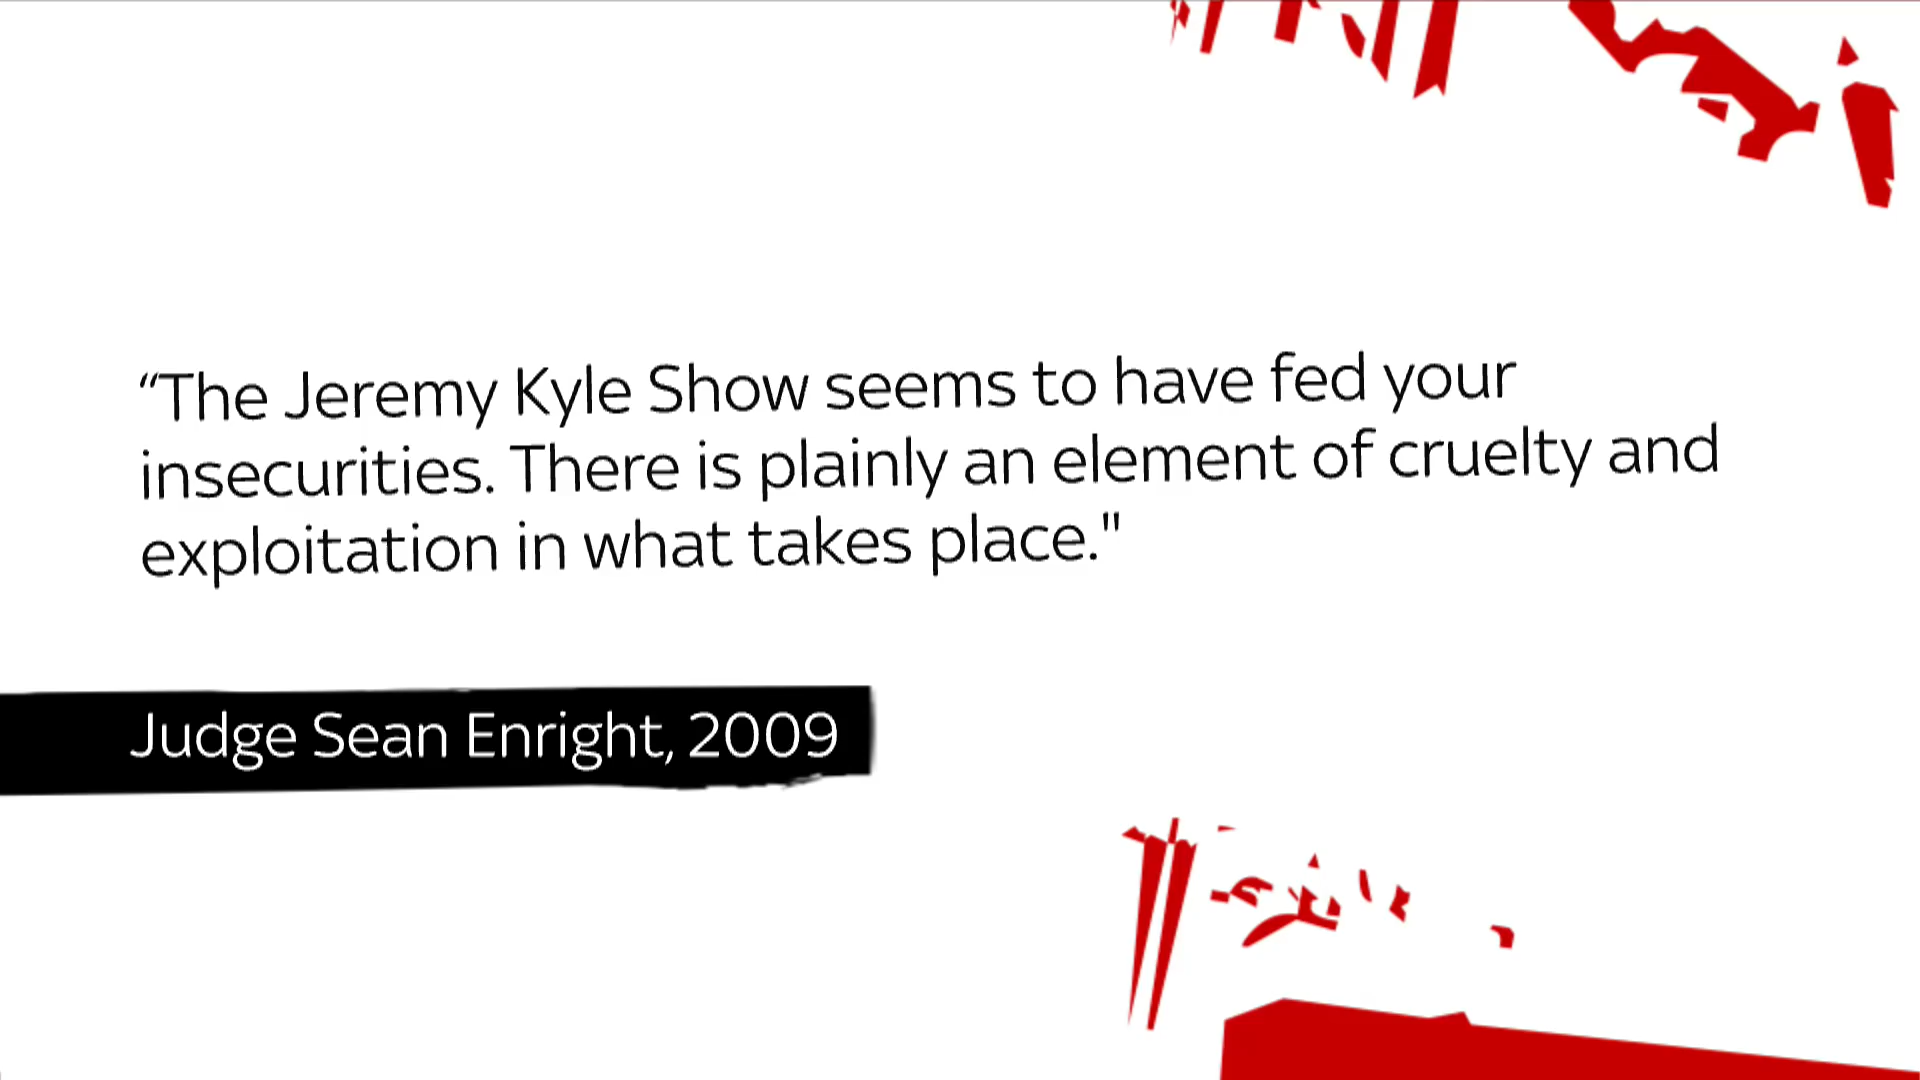 “The Jeremy Kyle Show seems to have fed your
insecurities. There is plainly an element of cruelty and
exploitation in what takes place."
Judge Sean Enright, 2009